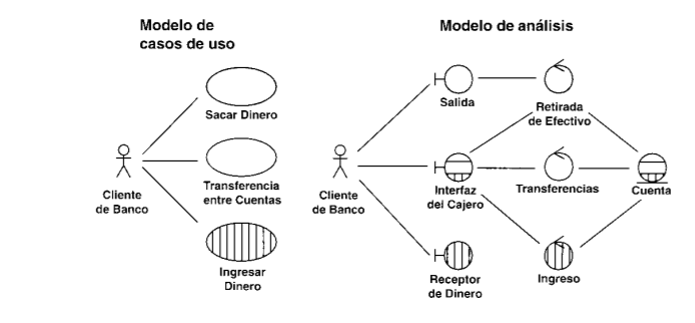 Modelo de
casos de uso
Sacar Dinero
Cliente
de Banco
Transferencia
entre Cuentas
Ingresar
Dinero
Modelo de análisis
Salida
Retirada
de Efectivo
Cliente
de Banco
Interfaz
del Cajero
Transferencias
Cuenta
Receptor
de Dinero
Ingreso